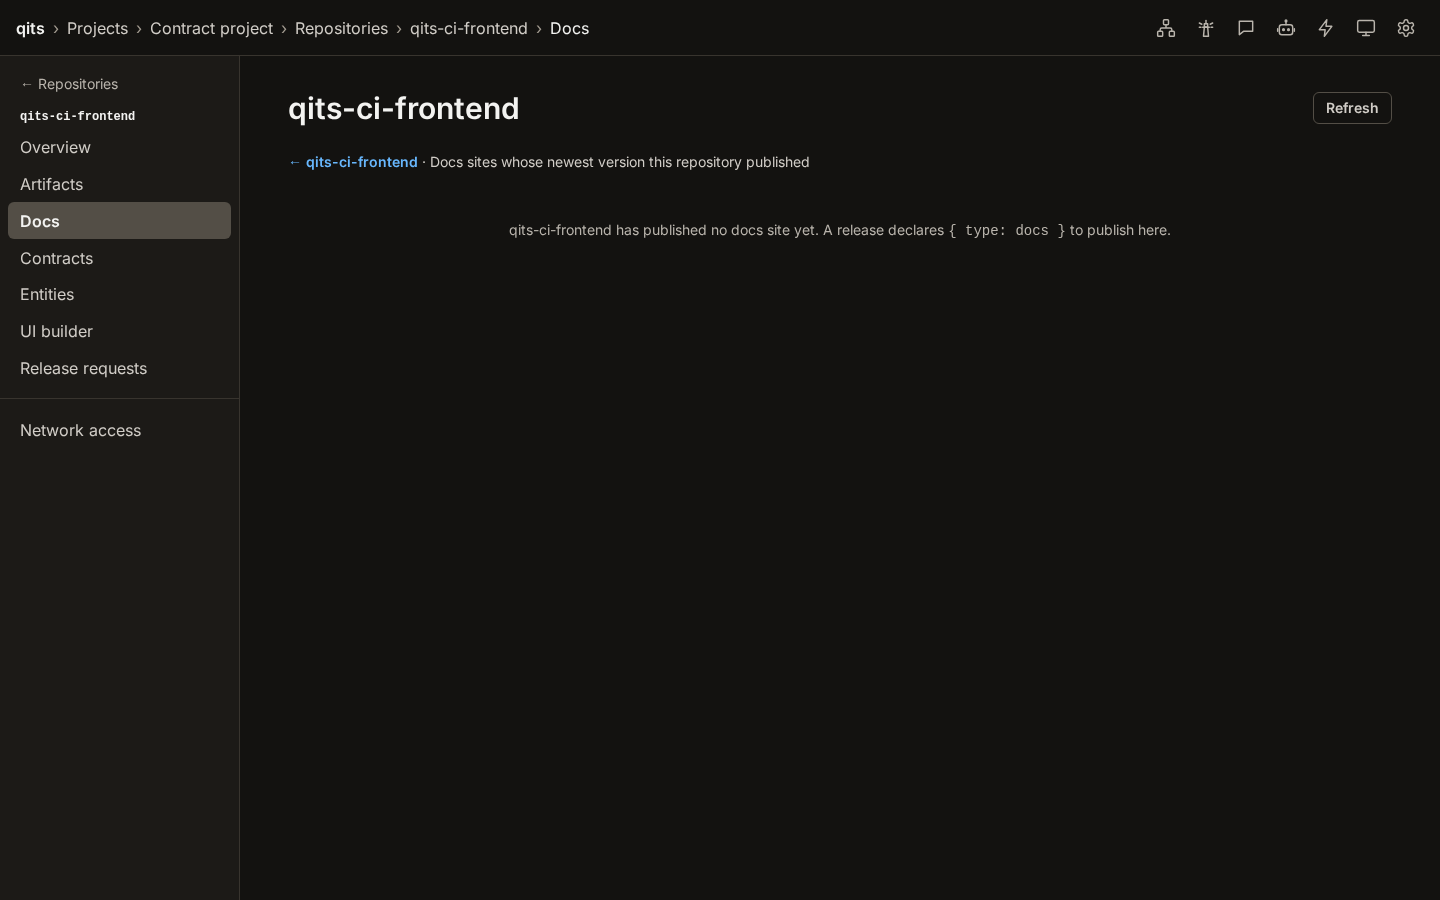 qits › Projects › Contract project › Repositories › qits-ci-frontend › Docs
← Repositories
qits-ci-frontend
Overview
Artifacts
Docs
Contracts
Entities
UI builder
Release requests
Network access
qits-ci-frontend
Refresh
← qits-ci-frontend · Docs sites whose newest version this repository published
qits-ci-frontend has published no docs site yet. A release declares { type: docs } to publish here.